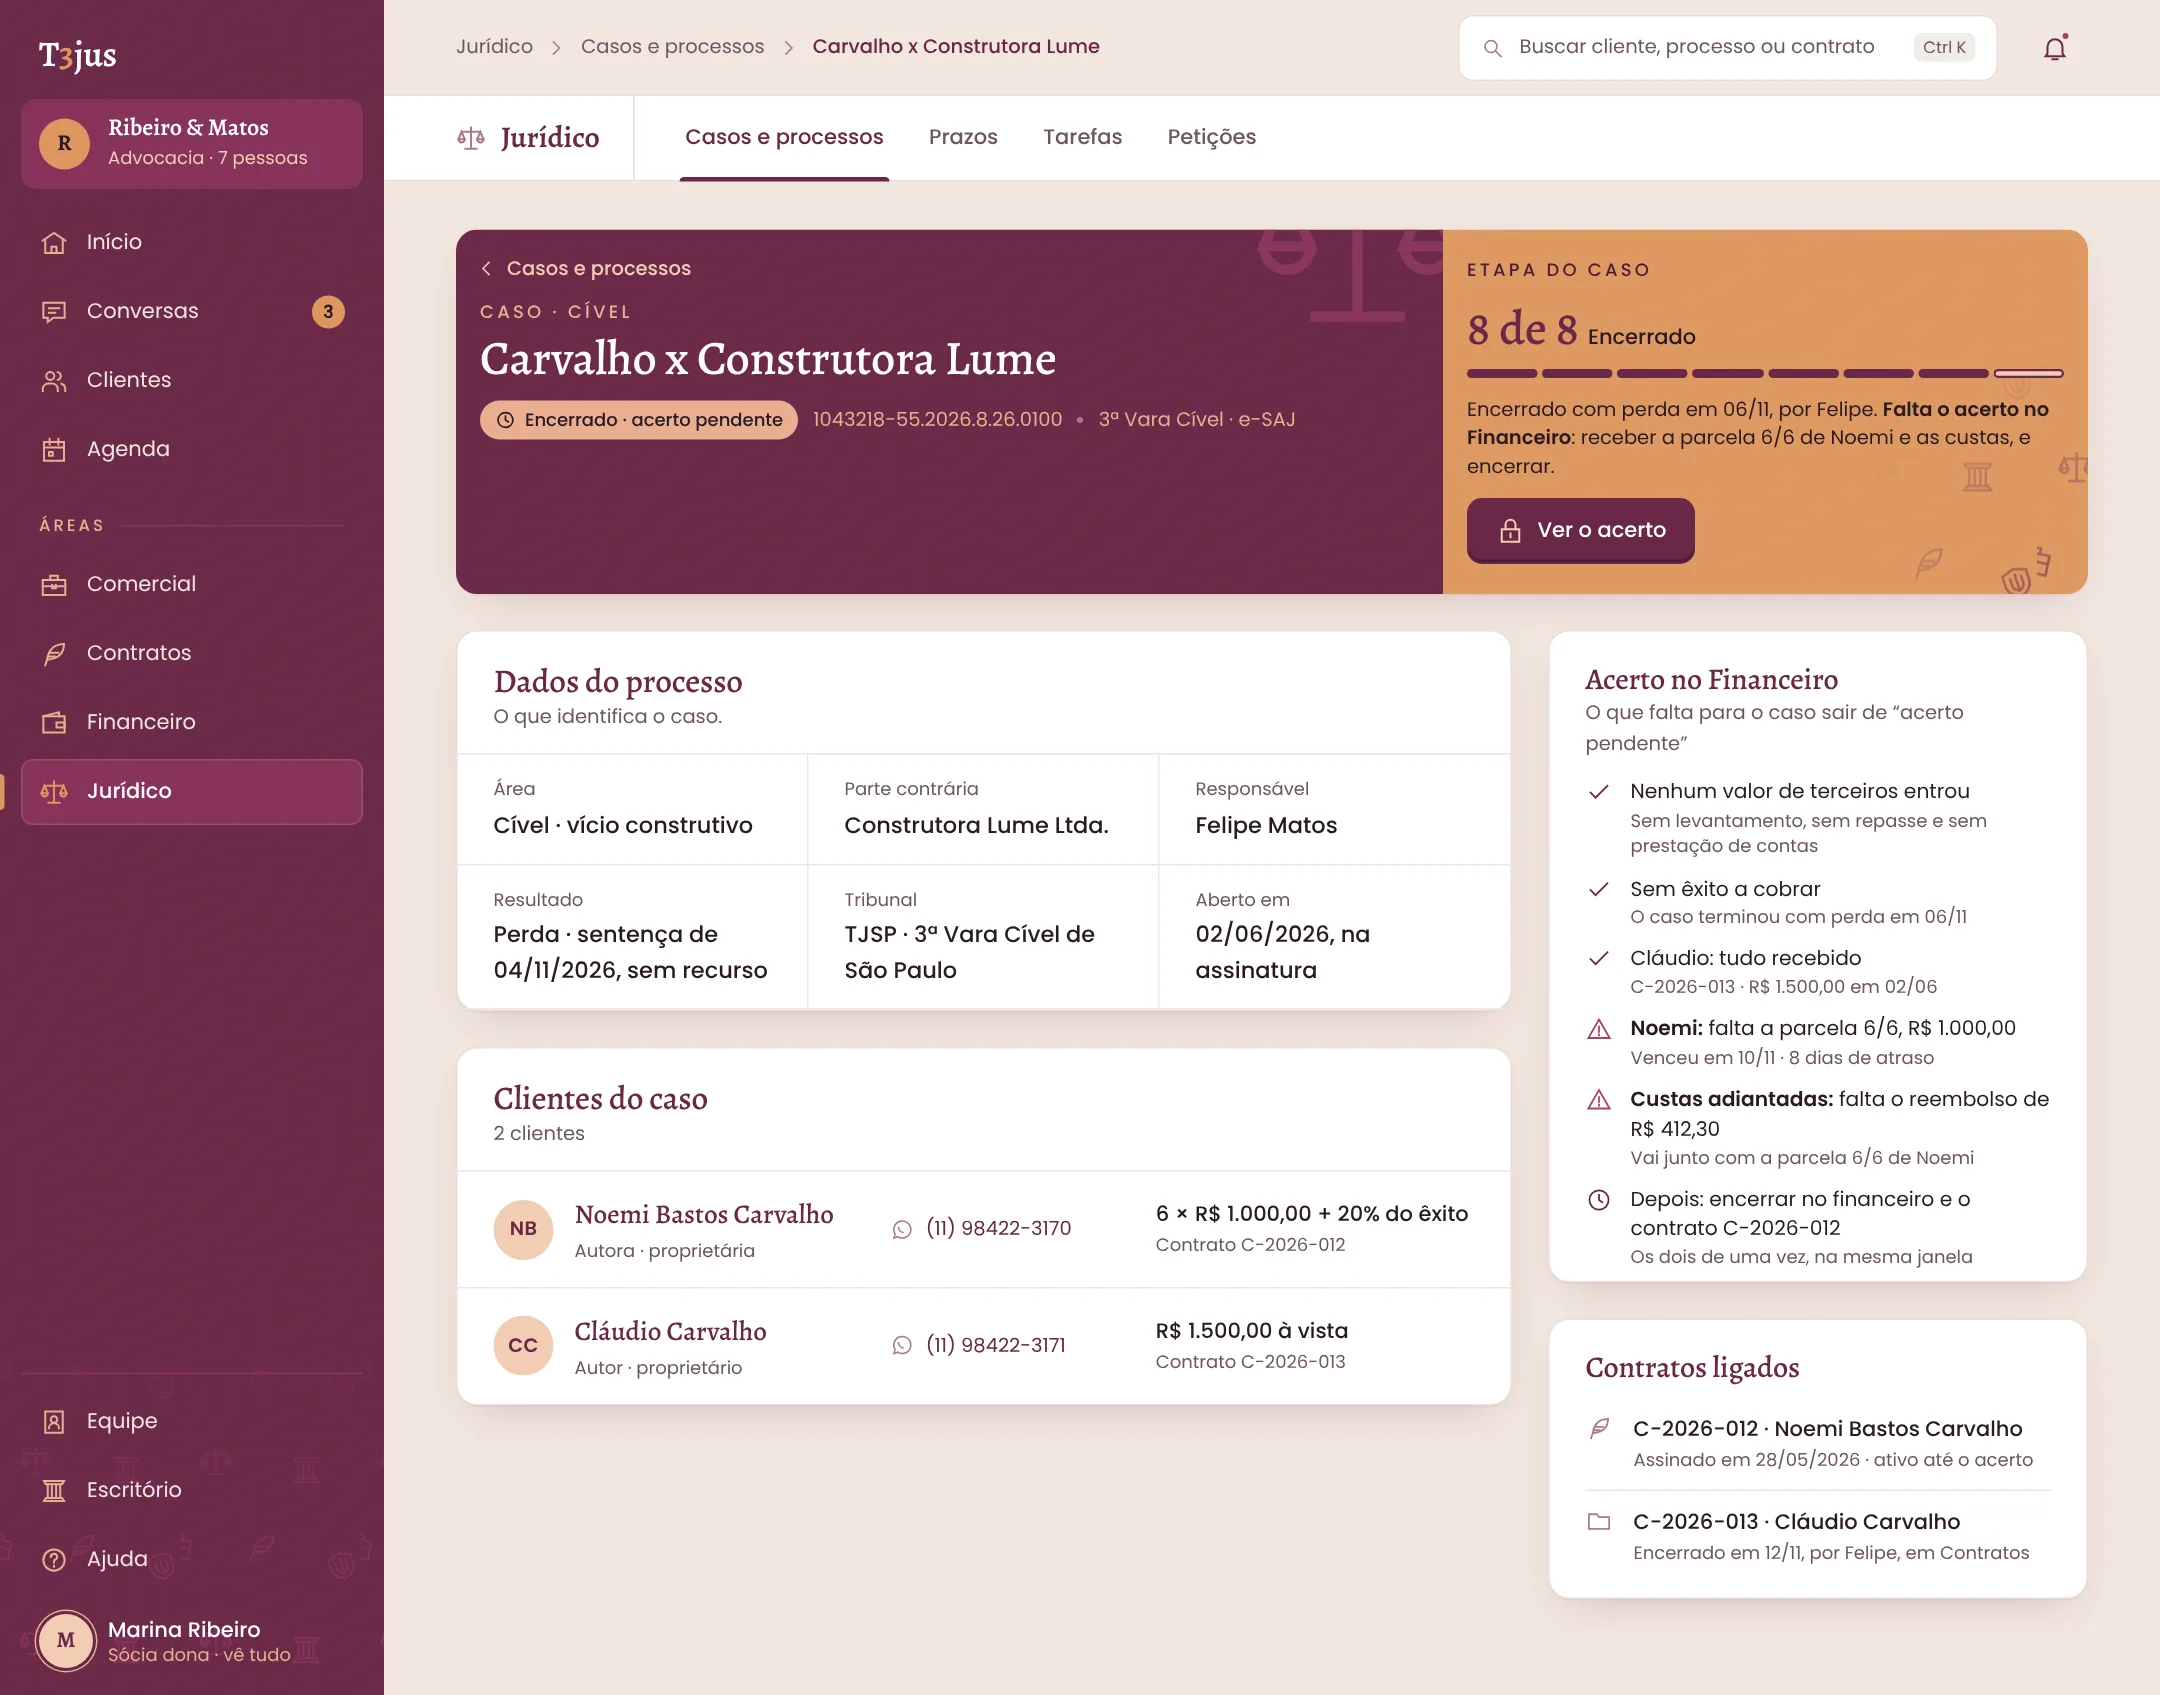 T3jus
R
Ribeiro & Matos
Advocacia · 7 pessoas
Início
Conversas
3
Clientes
Agenda
ÁREAS
Comercial
Contratos
Financeiro
Jurídico
Equipe
Escritório
Ajuda
M
Marina Ribeiro
Sócia dona · vê tudo
Jurídico
Casos e processos
Carvalho x Construtora Lume
Buscar cliente, processo ou contrato
Ctrl K
Jurídico
Casos e processos
Prazos
Tarefas
Petições
Casos e processos
CASO · CÍVEL
Carvalho x Construtora Lume
Encerrado · acerto pendente
1043218-55.2026.8.26.0100 • 3ª Vara Cível · e-SAJ
ETAPA DO CASO
8 de 8 Encerrado
Encerrado com perda em 06/11, por Felipe. Falta o acerto no
Financeiro: receber a parcela 6/6 de Noemi e as custas, e
encerrar.
Ver o acerto
Dados do processo
O que identifica o caso.
Área
Cível · vício construtivo
Parte contrária
Construtora Lume Ltda.
Responsável
Felipe Matos
Resultado
Perda · sentença de
04/11/2026, sem recurso
Tribunal
TJSP · 3ª Vara Cível de
São Paulo
Aberto em
02/06/2026, na
assinatura
Clientes do caso
2 clientes
NB
Noemi Bastos Carvalho
Autora · proprietária
(11) 98422-3170
6 × R$ 1.000,00 + 20% do êxito
Contrato C-2026-012
CC
Cláudio Carvalho
Autor · proprietário
(11) 98422-3171
R$ 1.500,00 à vista
Contrato C-2026-013
Acerto no Financeiro
O que falta para o caso sair de “acerto
pendente”
Nenhum valor de terceiros entrou
Sem levantamento, sem repasse e sem
prestação de contas
Sem êxito a cobrar
O caso terminou com perda em 06/11
Cláudio: tudo recebido
C-2026-013 · R$ 1.500,00 em 02/06
Noemi: falta a parcela 6/6, R$ 1.000,00
Venceu em 10/11 · 8 dias de atraso
Custas adiantadas: falta o reembolso de
R$ 412,30
Vai junto com a parcela 6/6 de Noemi
Depois: encerrar no financeiro e o
contrato C-2026-012
Os dois de uma vez, na mesma janela
Contratos ligados
C-2026-012 · Noemi Bastos Carvalho
Assinado em 28/05/2026 · ativo até o acerto
C-2026-013 · Cláudio Carvalho
Encerrado em 12/11, por Felipe, em Contratos